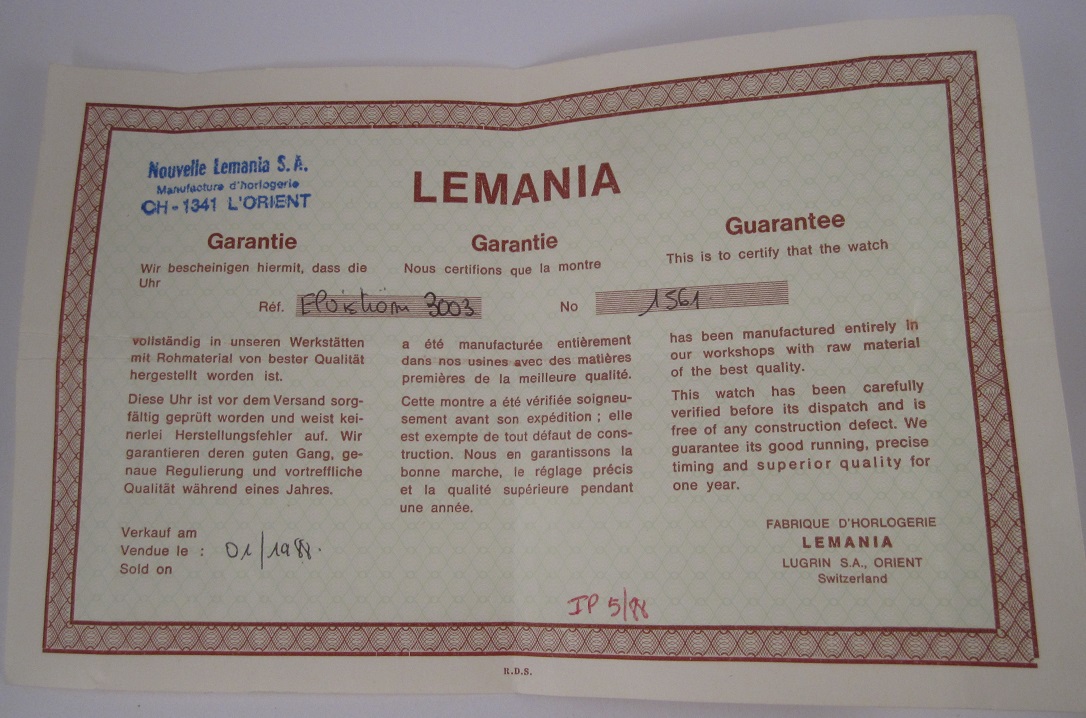 Nouvelle Lemania S. A.
Manufacture d'horlogerie
CH-1341 L'ORIENT
LEMANIA
Garantie
Wir bescheinigen hiermit, dass die
Uhr
Garantie
Nous certifions que la montre
Guarantee
This is to certify that the watch
Réf. 3003
No 1561
vollständig in unseren Werkstätten
mit Rohmaterial von bester Qualität
hergestellt worden ist.
Diese Uhr ist vor dem Versand sorg-
fältig geprüft worden und weist kei-
nerlei Herstellungsfehler auf. Wir
garantieren deren guten Gang, ge-
naue Regulierung und vortreffliche
Qualität während eines Jahres.
a été manufacturée entièrement
dans nos usines avec des matières
premières de la meilleure qualité.
Cette montre a été vérifiée soigneu-
sement avant son expédition ; elle
est exempte de tout défaut de cons-
truction. Nous en garantissons la
bonne marche, le réglage précis
et la qualité supérieure pendant
une année.
has been manufactured entirely in
our workshops with raw material
of the best quality.
This watch has been carefully
verified before its dispatch and is
free of any construction defect. We
guarantee its good running, precise
timing and superior quality for
one year.
Verkauf am
Vendue le : 01/1988.
Sold on
FABRIQUE D'HORLOGERIE
LEMANIA
LUGRIN S.A., ORIENT
Switzerland
IP 5/88
R.D.S.